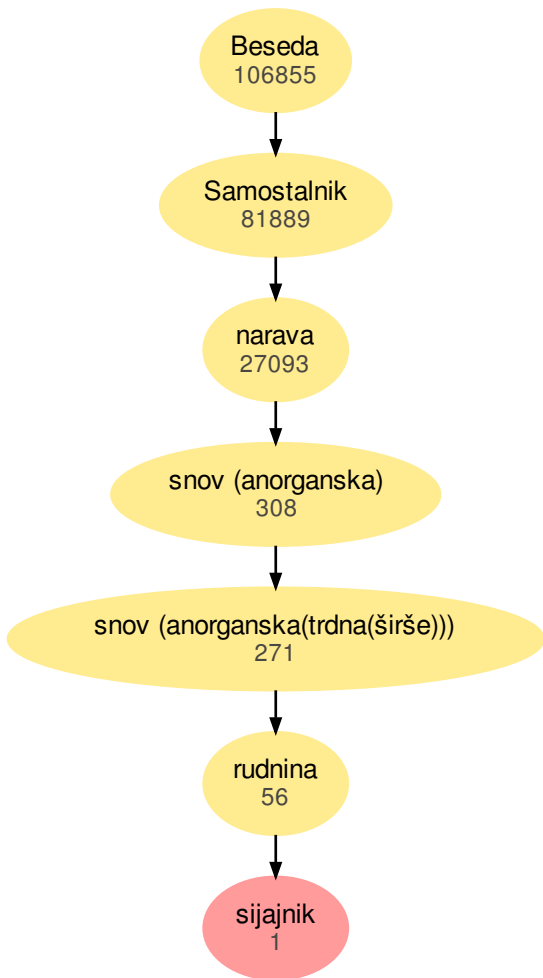 Beseda
106855
Samostalnik
81889
narava
27093
snov (anorganska)
308
snov (anorganska(trdna(širše)))
271
rudnina
56
sijajnik
1